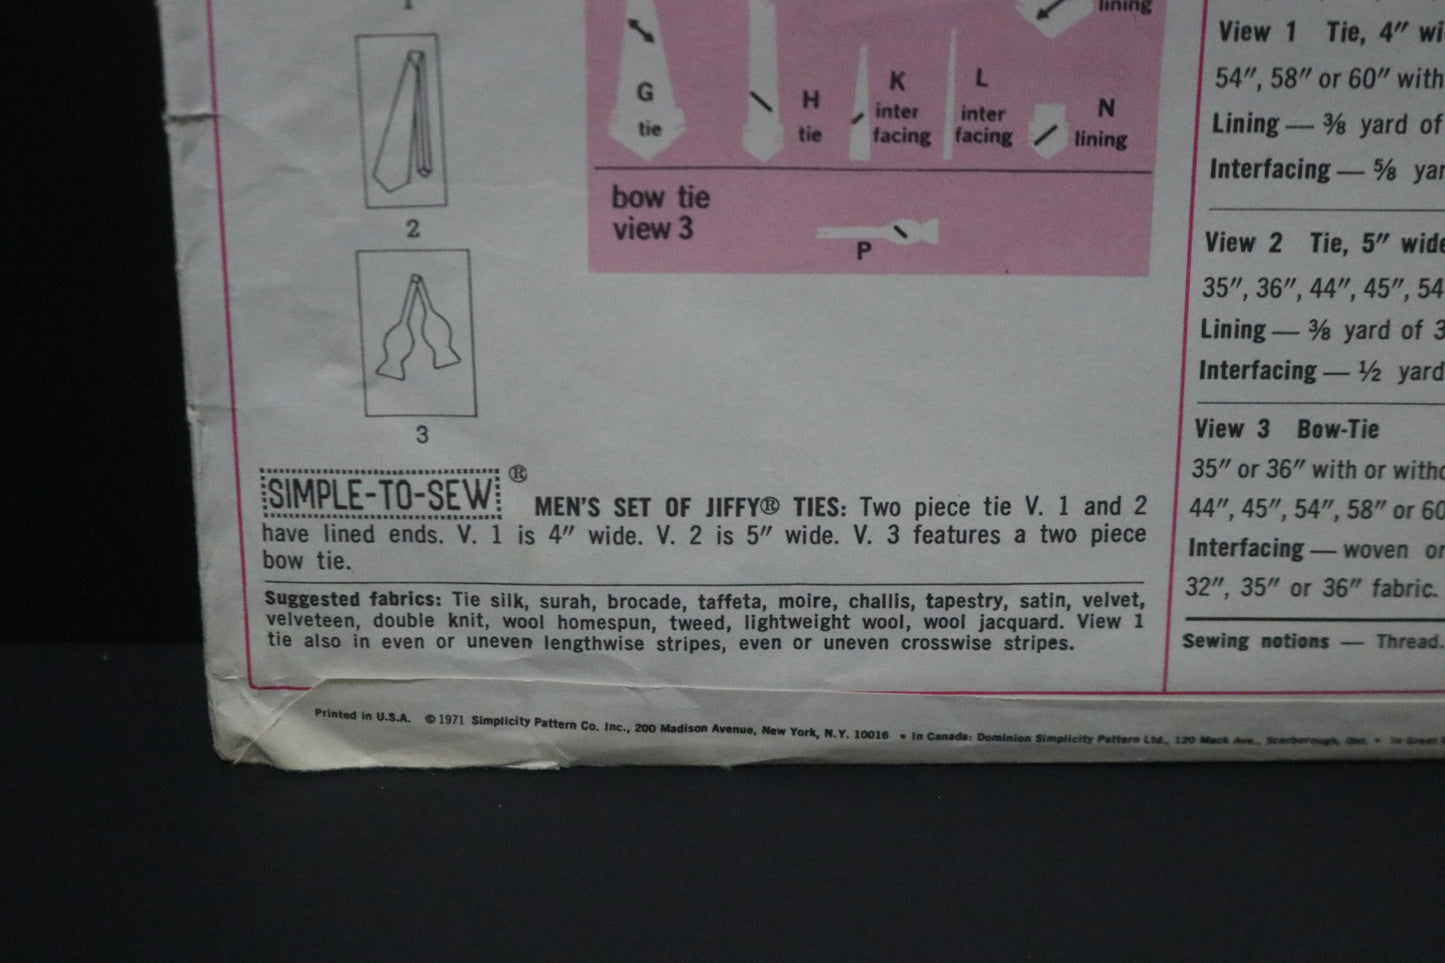 1
2
3
lining
G
tie
H
tie
K
inter
facing
L
inter
facing
N
lining
bow tie
view 3
P
SIMPLE-TO-SEW ®
MEN'S SET OF JIFFY® TIES: Two piece tie V. 1 and 2
have lined ends. V. 1 is 4″ wide. V. 2 is 5″ wide. V. 3 features a two piece
bow tie.
Suggested fabrics: Tie silk, surah, brocade, taffeta, moire, challis, tapestry, satin, velvet,
velveteen, double knit, wool homespun, tweed, lightweight wool, wool jacquard. View 1
tie also in even or uneven lengthwise stripes, even or uneven crosswise stripes.
View 1 Tie, 4″ wi
54″, 58″ or 60″ with
Lining — ⅜ yard of
Interfacing — ⅝ yar
View 2 Tie, 5″ wide
35″, 36″, 44″, 45″, 54
Lining — ⅜ yard of 3
Interfacing — ½ yard
View 3 Bow-Tie
35″ or 36″ with or witho
44″, 45″, 54″, 58″ or 60
Interfacing — woven or
32″, 35″ or 36″ fabric.
Sewing notions — Thread.
Printed in U.S.A. © 1971 Simplicity Pattern Co. Inc., 200 Madison Avenue, New York, N.Y. 10016 • In Canada: Dominion Simplicity Pattern Ltd., 120 Mack Ave., Scarborough, Ont. • In Great